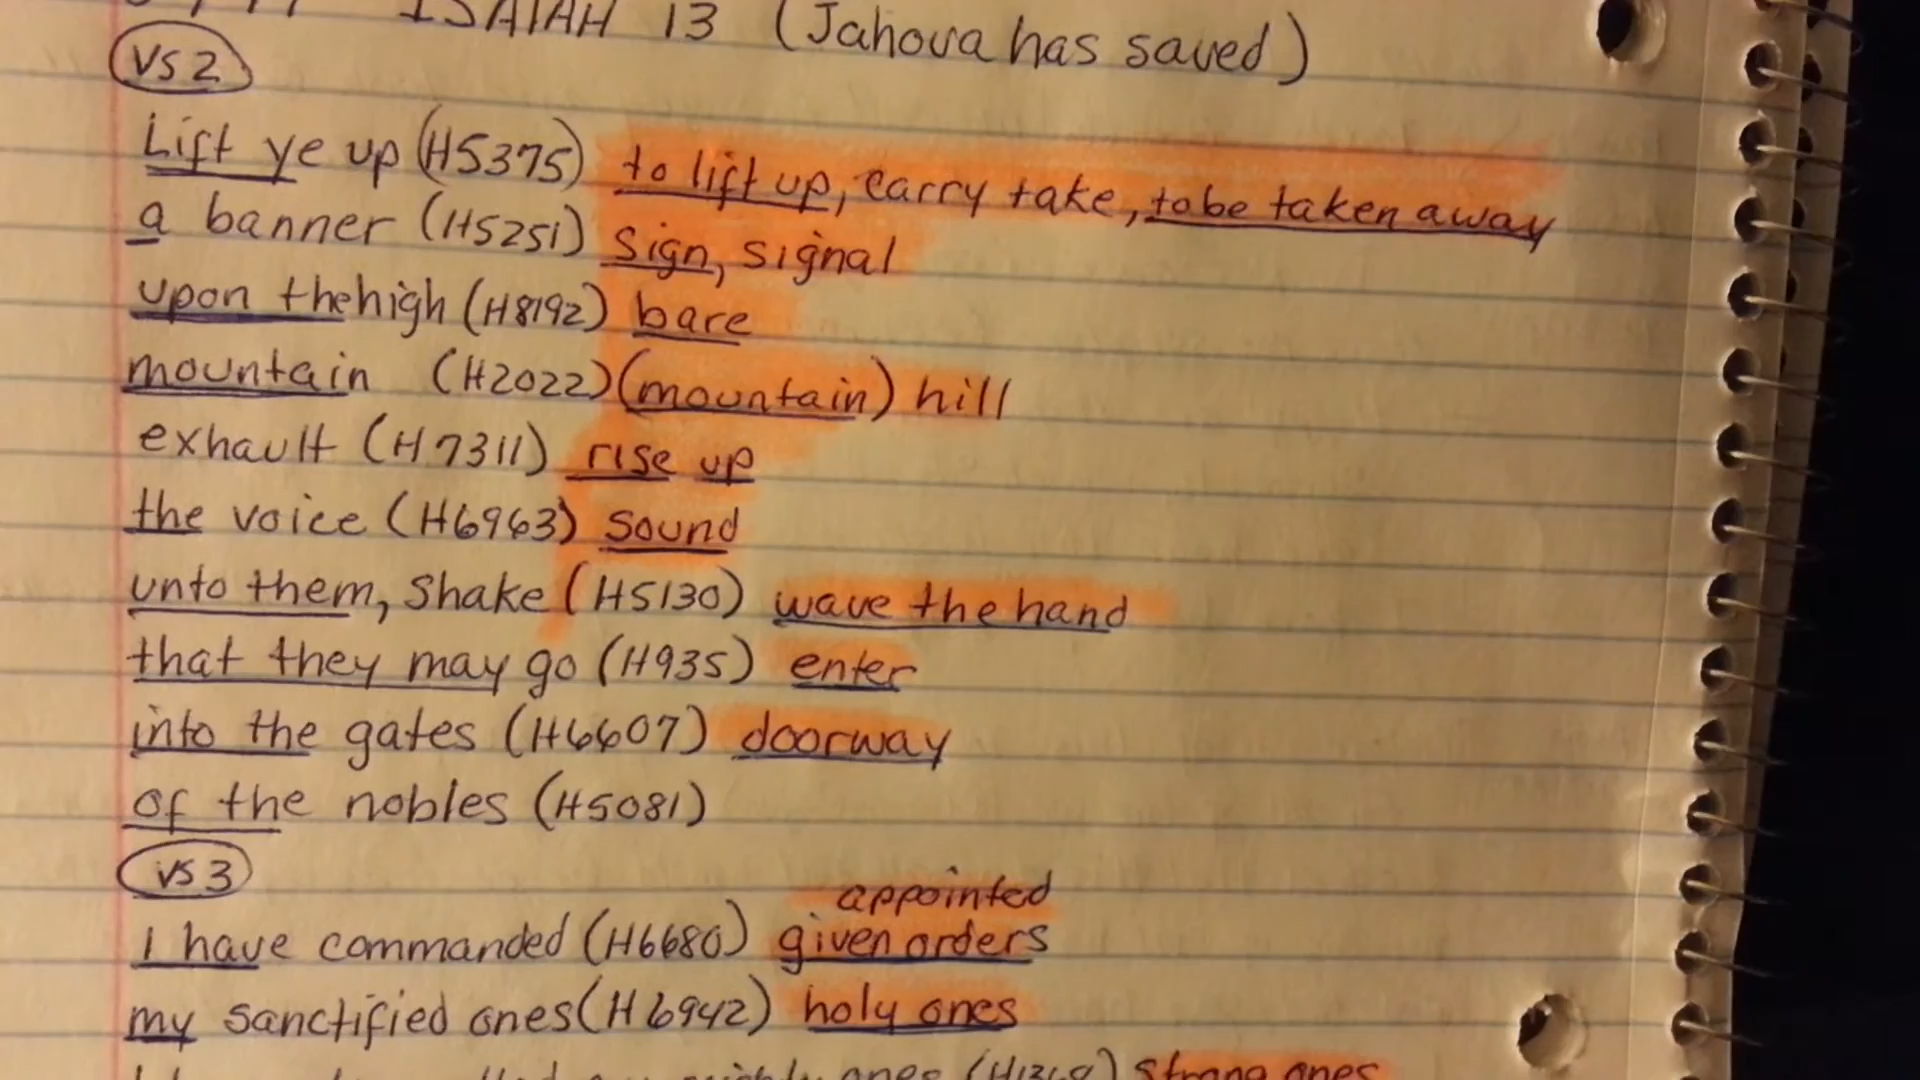 ISAIAH 13 (Jahova has saved)
VS 2
Lift ye up (H5375) to lift up, carry take, to be taken away
a banner (H5251) sign, signal
upon the high (H8192) bare
mountain (H2022) (mountain) hill
exhault (H7311) rise up
the voice (H6963) sound
unto them, Shake (H5130) wave the hand
that they may go (H935) enter
into the gates (H6607) doorway
of the nobles (H5081)
VS 3
appointed
I have commanded (H6680) given orders
my sanctified ones (H6942) holy ones
ones (H1368) strong ones